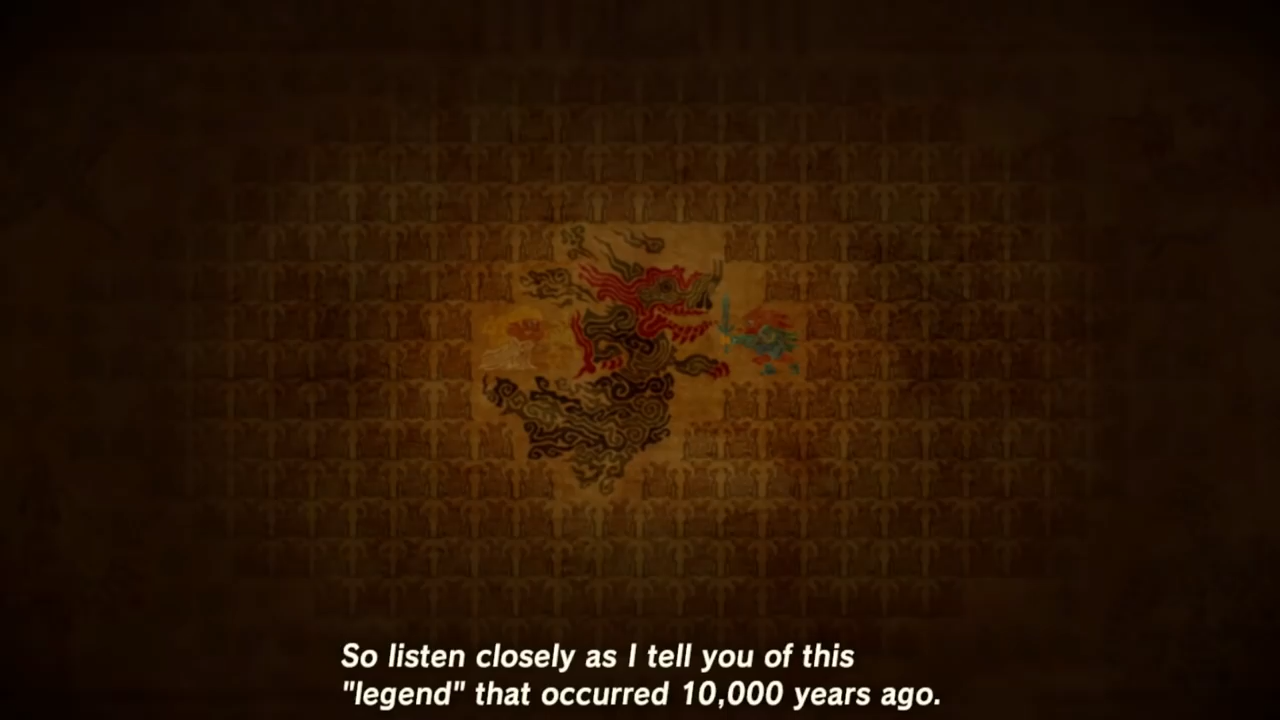 So listen closely as I tell you of this
"legend" that occurred 10,000 years ago.